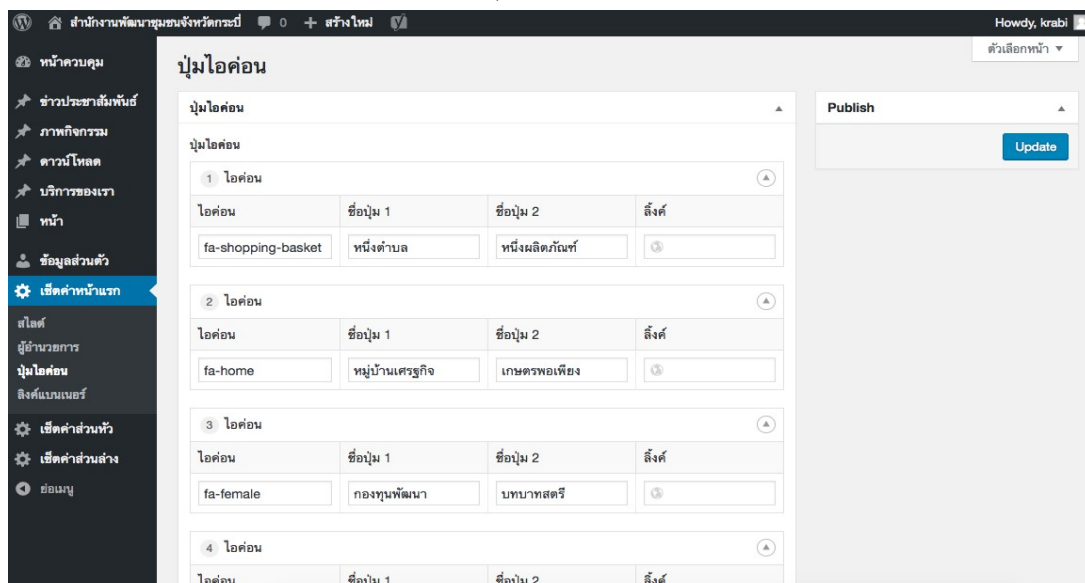 สำนักงานพัฒนาชุมชนจังหวัดกระบี่ 0 + สร้างใหม่ Howdy, krabi
ตัวเลือกหน้า
หน้าควบคุม
ข่าวประชาสัมพันธ์
ภาพกิจกรรม
ดาวน์โหลด
บริการของเรา
หน้า
ข้อมูลส่วนตัว
เซ็ตค่าหน้าแรก
สไลด์
ผู้อำนวยการ
ปุ่มไอค่อน
ลิงค์แบนเนอร์
เซ็ตค่าส่วนหัว
เซ็ตค่าส่วนล่าง
ย่อเมนู
ปุ่มไอค่อน
ปุ่มไอค่อน
ปุ่มไอค่อน
1 ไอค่อน
ไอค่อน ชื่อปุ่ม 1 ชื่อปุ่ม 2 ลิ้งค์
fa-shopping-basket หนึ่งตำบล หนึ่งผลิตภัณฑ์
2 ไอค่อน
ไอค่อน ชื่อปุ่ม 1 ชื่อปุ่ม 2 ลิ้งค์
fa-home หมู่บ้านเศรฐกิจ เกษตรพอเพียง
3 ไอค่อน
ไอค่อน ชื่อปุ่ม 1 ชื่อปุ่ม 2 ลิ้งค์
fa-female กองทุนพัฒนา บทบาทสตรี
4 ไอค่อน
ไอค่อน ชื่อปุ่ม 1 ชื่อปุ่ม 2 ลิ้งค์
Publish
Update